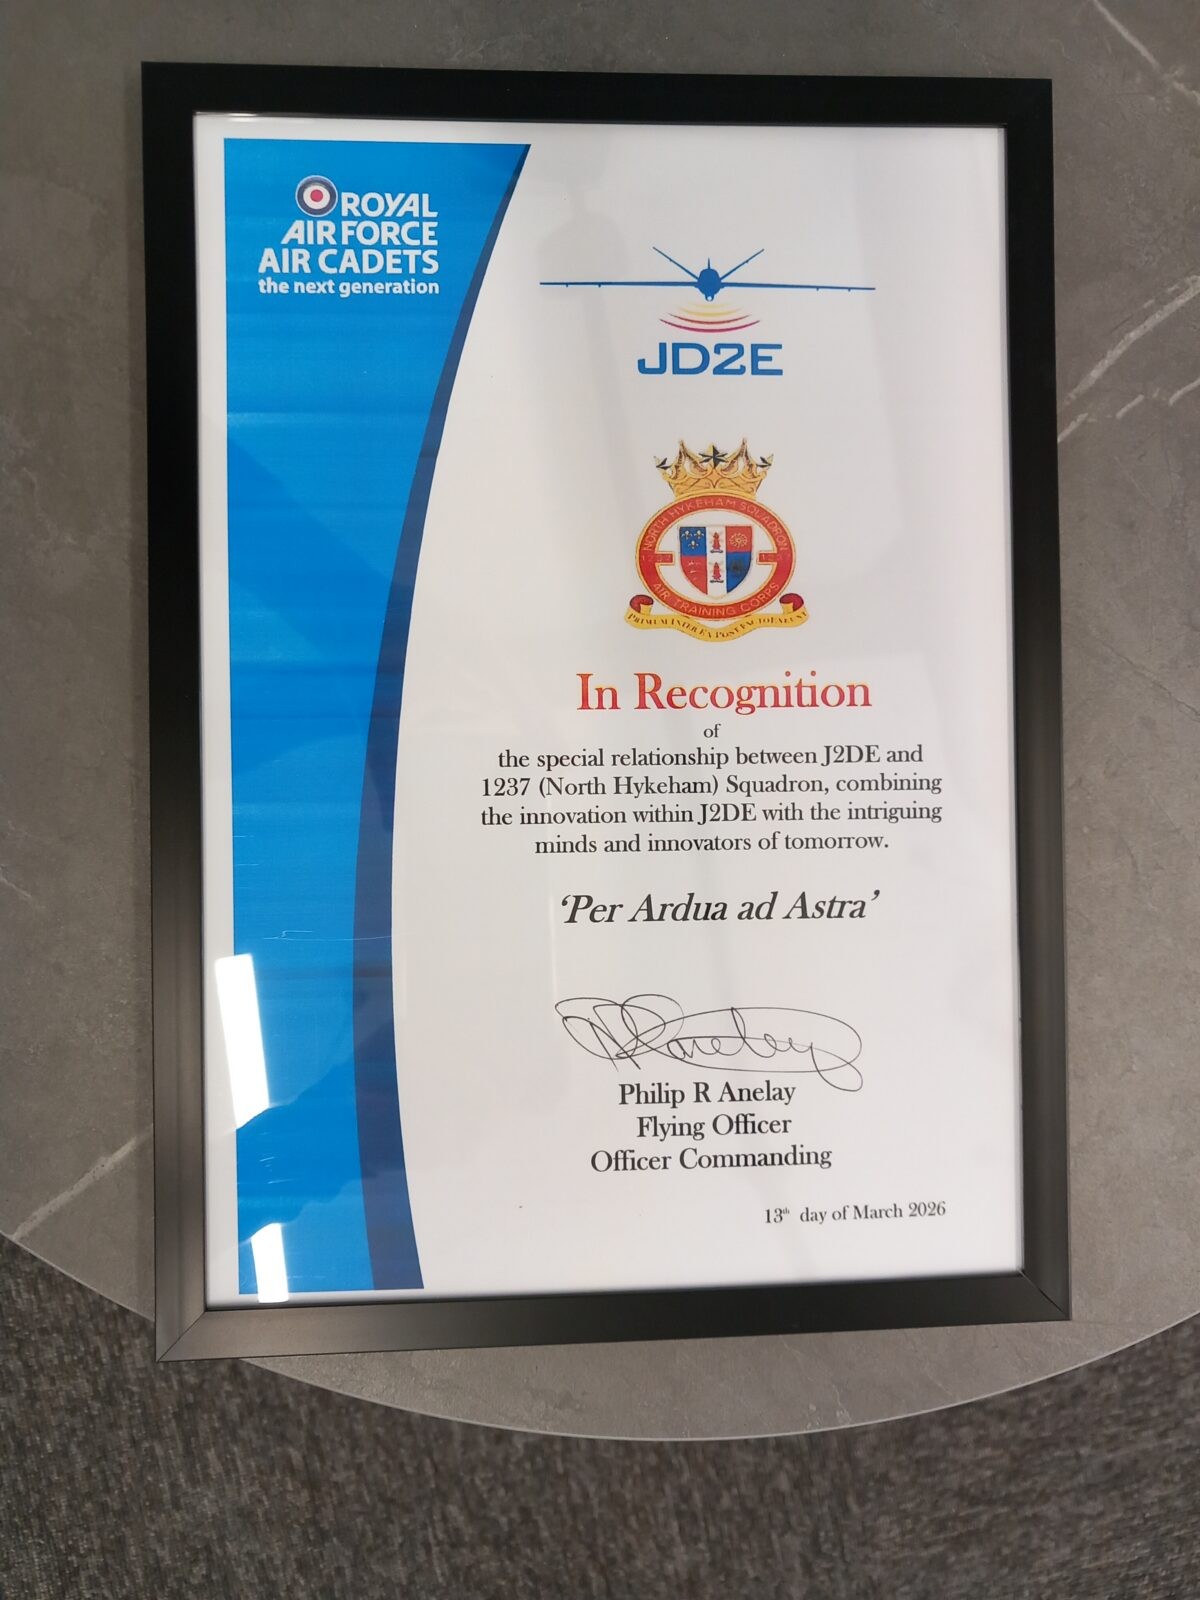 ROYAL
AIR FORCE
AIR CADETS
the next generation
JD2E
NORTH HYKEHAM SQUADRON
AIR TRAINING CORPS
In Recognition
of
the special relationship between J2DE and
1237 (North Hykeham) Squadron, combining
the innovation within J2DE with the intriguing
minds and innovators of tomorrow.
‘Per Ardua ad Astra’
Philip R Anelay
Flying Officer
Officer Commanding
13th day of March 2026